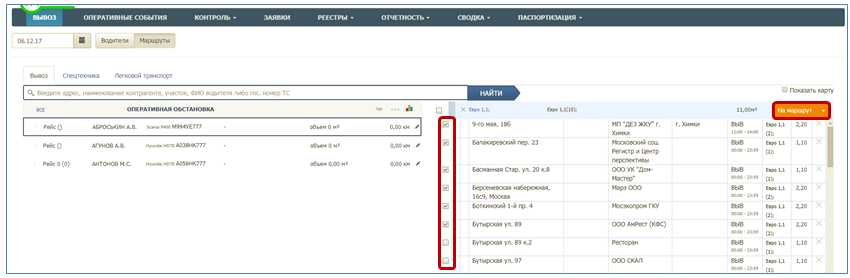 ВЫВОЗ ОПЕРАТИВНЫЕ СОБЫТИЯ КОНТРОЛЬ ЗАЯВКИ РЕЕСТРЫ ОТЧЕТНОСТЬ СВОДКА ПАСПОРТИЗАЦИЯ
06.12.17 Водители Маршруты
Вывоз Спецтехника Легковой транспорт
Введите адрес, наименование контрагента, участок, ФИО водителя либо гос. номер ТС НАЙТИ Показать карту
ВСЕ ОПЕРАТИВНАЯ ОБСТАНОВКА Евро 1,1; Евро 1,1(10); 11,00м³ На маршрут
Рейс () АБРОСЬКИН А.В. Scania P400 М994УЕ777 - объем 0 м³ 0,00 км
Рейс () АГУНОВ А.В. Hyundai HD78 А038НК777 - объем 0 м³ 0,00 км
Рейс 0 (0) АНТОНОВ М.С. Hyundai HD78 А056НК777 - объем 0,00 м³ 0,00 км
9-го мая, 18б МП "ДЕЗ ЖКУ" г. Химки г. Химки ВЫВ 12:00 - 14:00 Евро 1,1 (2); 2,20
Балакиревский пер. 23 Московский соц. Регистр и Центр перспективы ВЫВ 00:00 - 23:59 Евро 1,1 (1); 1,10
Басманная Стар. ул. 20 к.8 ООО УК "Дом-Мастер" ВЫВ 00:00 - 23:59 Евро 1,1 (1); 1,10
Берсеневская набережная, 16с9, Москва Марэ ООО ВЫВ 00:00 - 23:59 Евро 1,1 (2); 2,20
Боткинский 1-й пр. 4 Мосэкопром ГКУ ВЫВ 00:00 - 23:59 Евро 1,1 (1); 1,10
Бутырская ул. 89 ООО АмРест (КФС) ВЫВ 00:00 - 23:59 Евро 1,1 (2); 2,20
Бутырская ул. 89 к.2 Ресторан ВЫВ 00:00 - 23:59 Евро 1,1 (1); 1,10
Бутырская ул. 97 ООО СКАЛ ВЫВ Евро 1,1 1,10